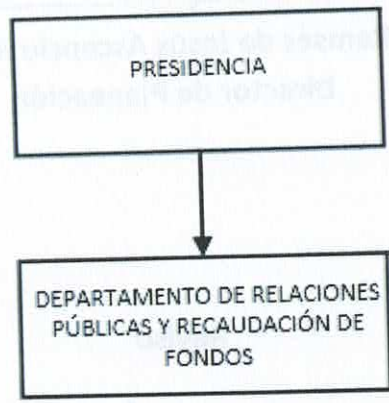 PRESIDENCIA
DEPARTAMENTO DE RELACIONES
PÚBLICAS Y RECAUDACIÓN DE
FONDOS